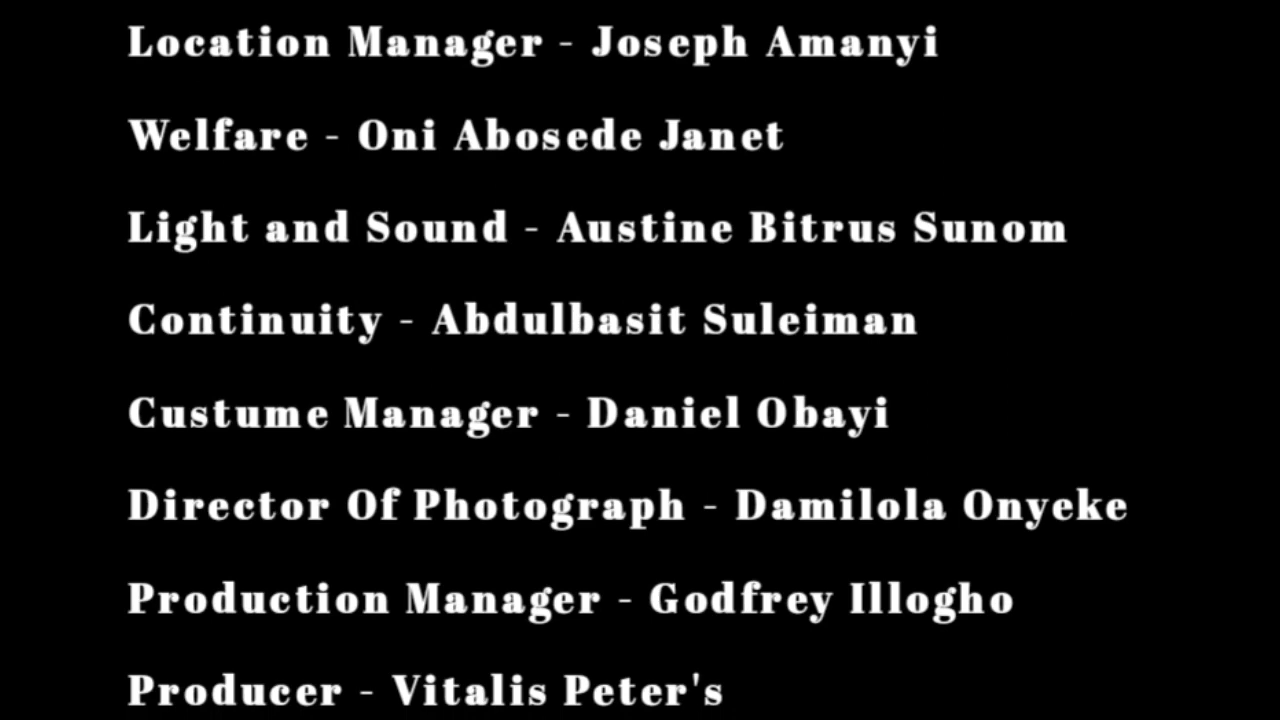 Location Manager - Joseph Amanyi
Welfare - Oni Abosede Janet
Light and Sound - Austine Bitrus Sunom
Continuity - Abdulbasit Suleiman
Custume Manager - Daniel Obayi
Director Of Photograph - Damilola Onyeke
Production Manager - Godfrey Illogho
Producer - Vitalis Peter's